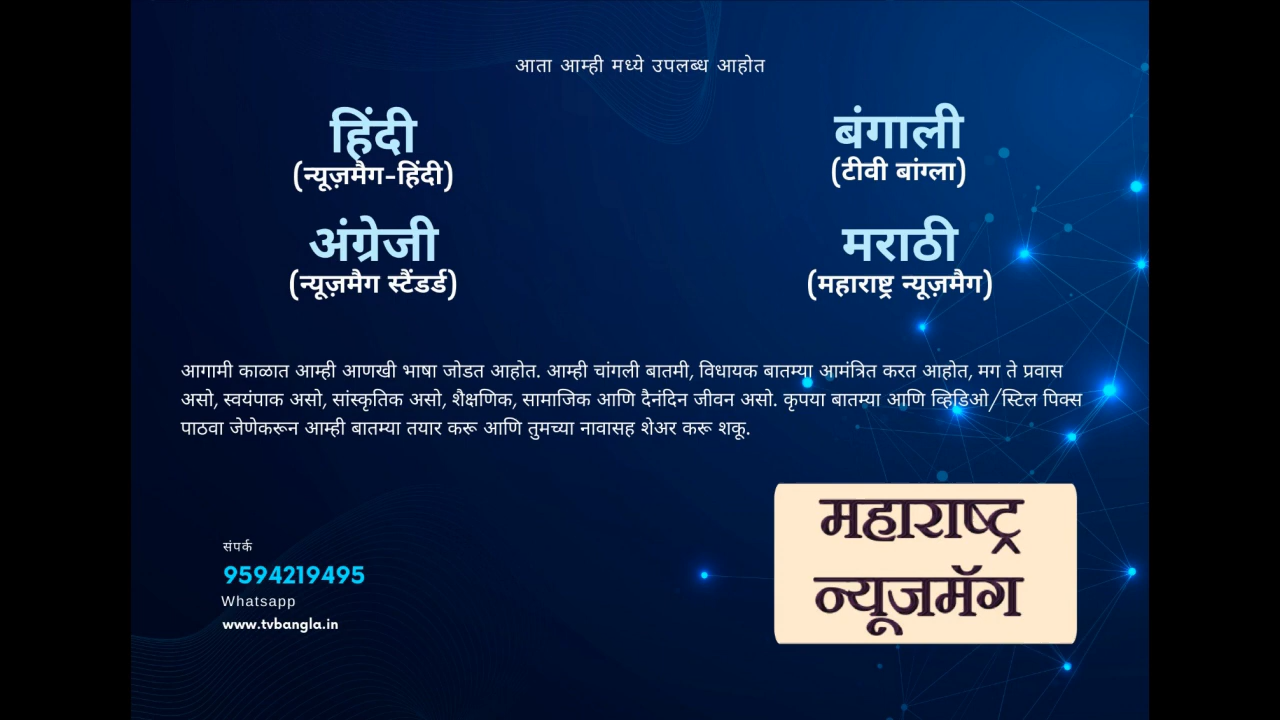 आता आम्ही मध्ये उपलब्ध आहोत
हिंदी
(न्यूज़मैग-हिंदी)
बंगाली
(टीवी बांग्ला)
अंग्रेजी
(न्यूज़मैग स्टैंडर्ड)
मराठी
(महाराष्ट्र न्यूज़मैग)
आगामी काळात आम्ही आणखी भाषा जोडत आहोत. आम्ही चांगली बातमी, विधायक बातम्या आमंत्रित करत आहोत, मग ते प्रवास
असो, स्वयंपाक असो, सांस्कृतिक असो, शैक्षणिक, सामाजिक आणि दैनंदिन जीवन असो. कृपया बातम्या आणि व्हिडिओ/स्टिल पिक्स
पाठवा जेणेकरून आम्ही बातम्या तयार करू आणि तुमच्या नावासह शेअर करू शकू.
संपर्क
9594219495
Whatsapp
www.tvbangla.in
महाराष्ट्र
न्यूजमॅग